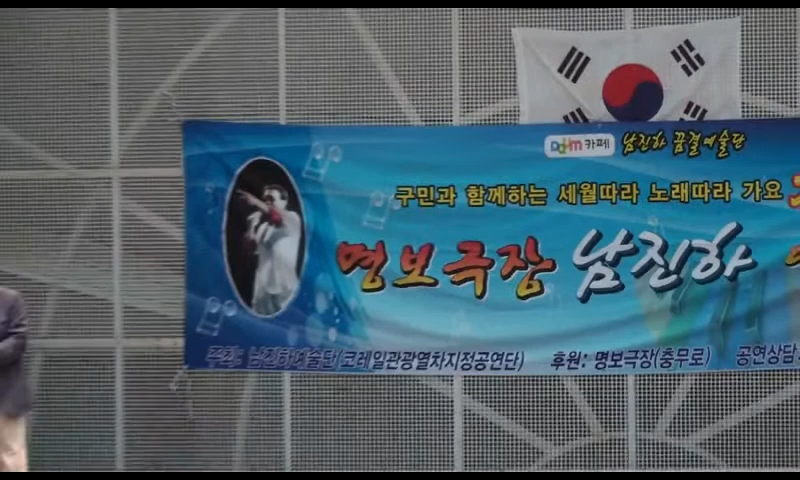 Daum 카페 남진하 꿈결예술단
구민과 함께하는 세월따라 노래따라 가요
명보극장 남진하
주최: 남진하예술단(코레일관광열차지정공연단) 후원: 명보극장(충무로) 공연상담